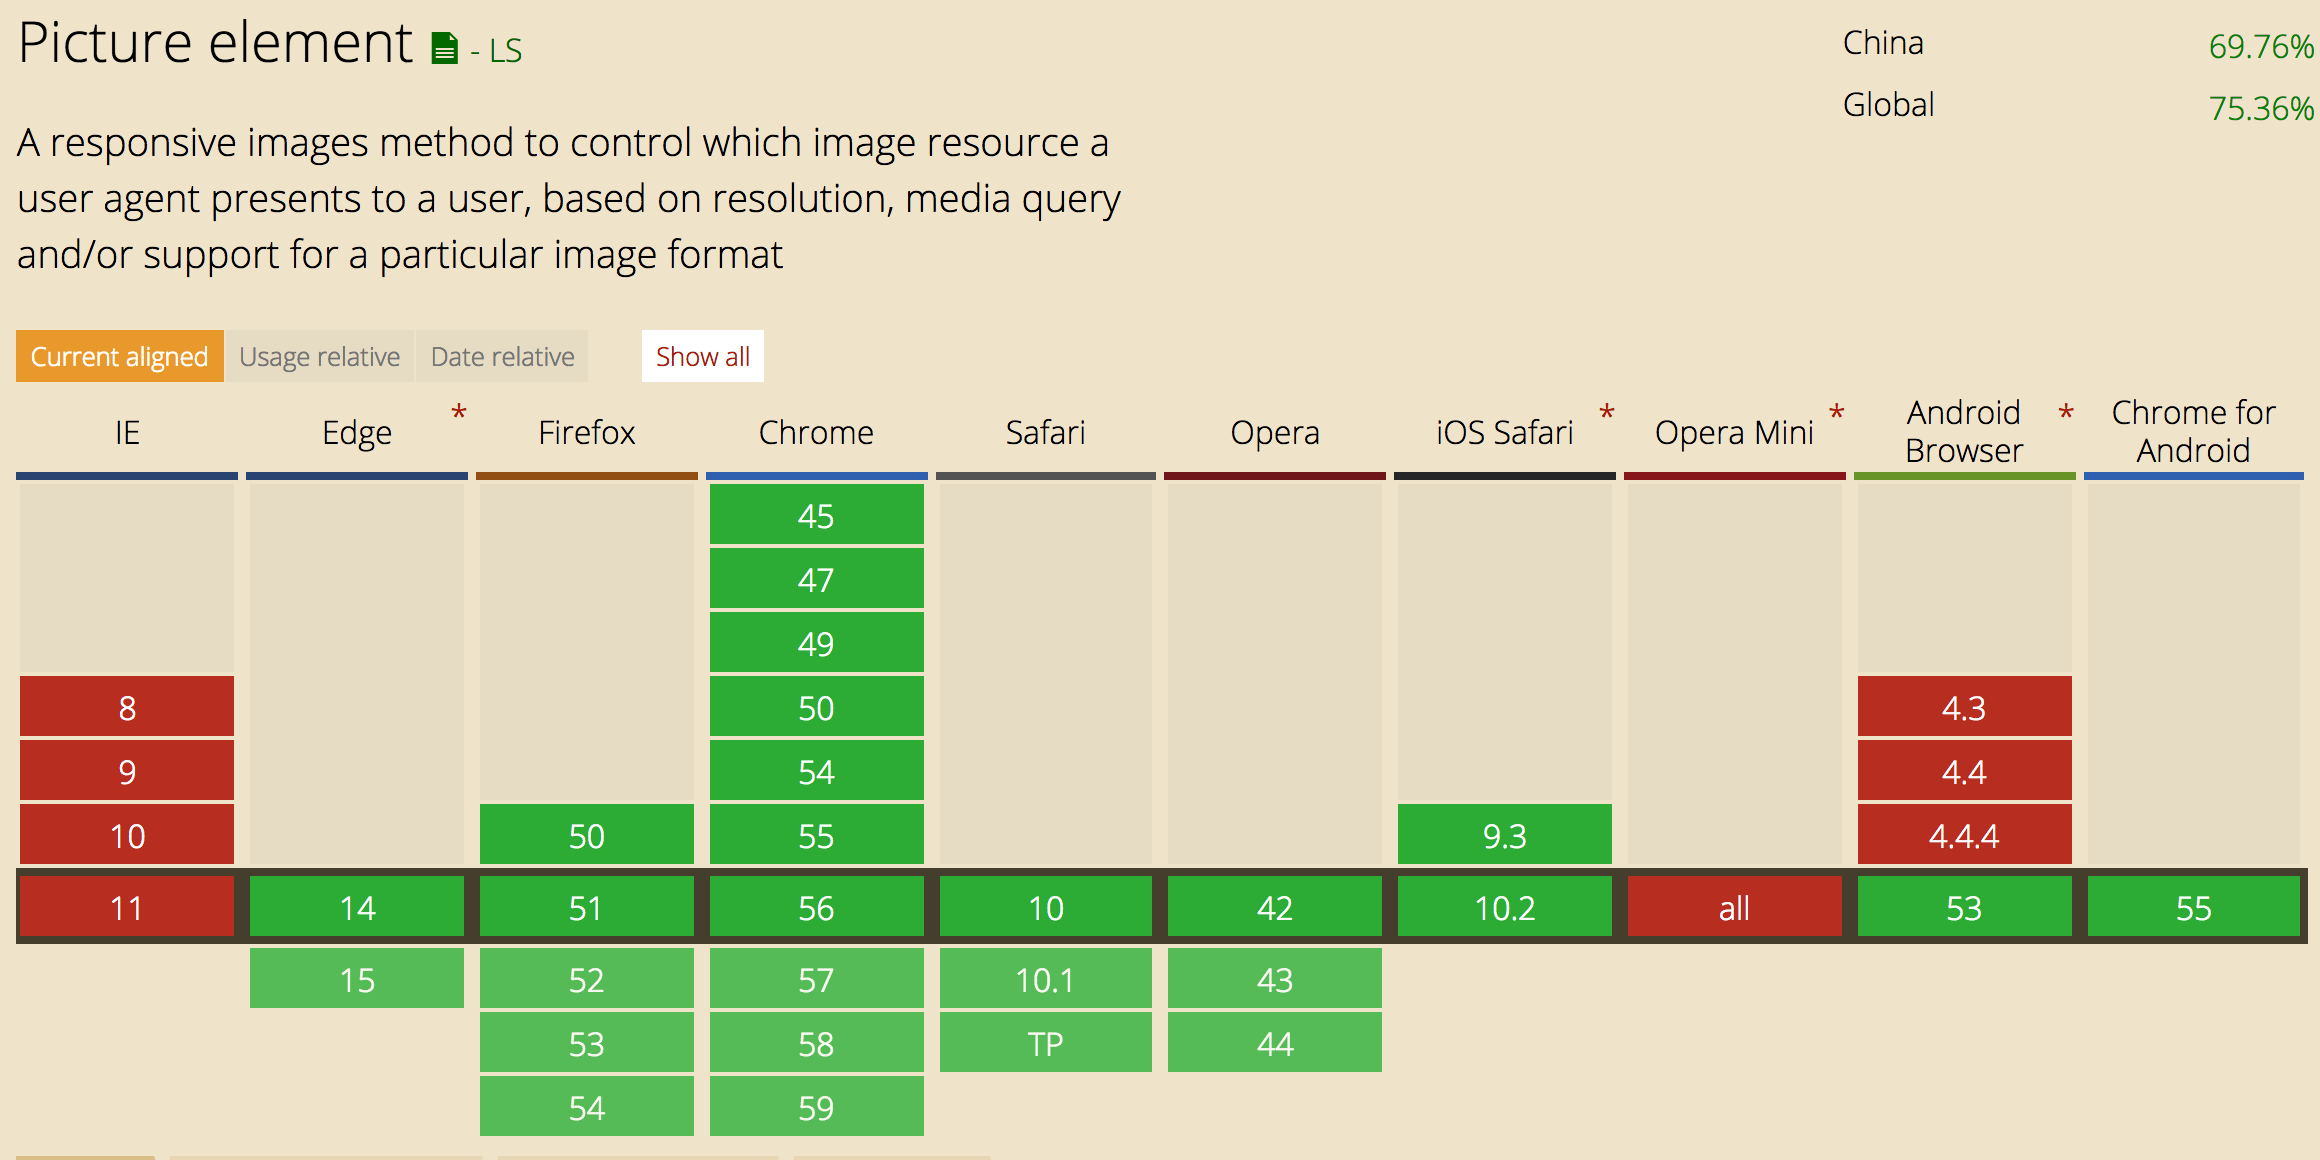 Picture element - LS
China 69.76%
Global 75.36%
A responsive images method to control which image resource a
user agent presents to a user, based on resolution, media query
and/or support for a particular image format
Current aligned Usage relative Date relative Show all
IE Edge * Firefox Chrome Safari Opera iOS Safari * Opera Mini * Android Browser * Chrome for Android
45
47
49
8 50 4.3
9 54 4.4
10 50 55 9.3 4.4.4
11 14 51 56 10 42 10.2 all 53 55
15 52 57 10.1 43
53 58 TP 44
54 59